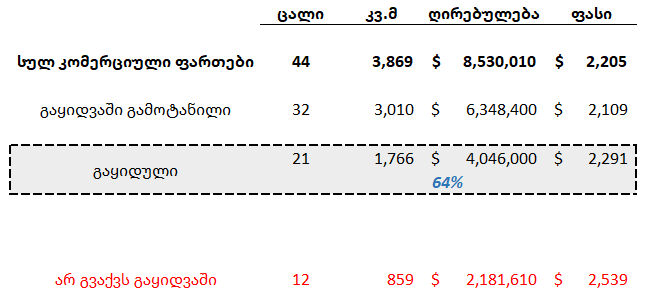 ცალი კვ.მ ღირებულება ფასი
სულ კომერციული ფართები 44 3,869 $ 8,530,010 $ 2,205
გაყიდვაში გამოტანილი 32 3,010 $ 6,348,400 $ 2,109
გაყიდული 21 1,766 $ 4,046,000 $ 2,291
64%
არ გვაქვს გაყიდვაში 12 859 $ 2,181,610 $ 2,539